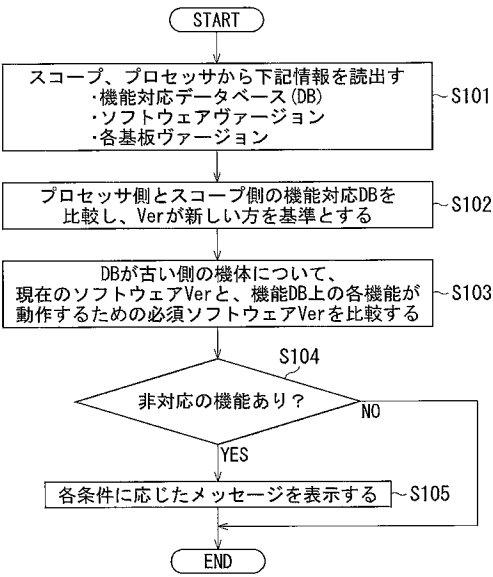 START
スコープ、プロセッサから下記情報を読出す
・機能対応データベース(DB)
・ソフトウェアヴァージョン
・各基板ヴァージョン
S101
プロセッサ側とスコープ側の機能対応DBを
比較し、Verが新しい方を基準とする
S102
DBが古い側の機体について、
現在のソフトウェアVerと、機能DB上の各機能が
動作するための必須ソフトウェアVerを比較する
S103
S104
非対応の機能あり？
NO
YES
各条件に応じたメッセージを表示する
S105
END